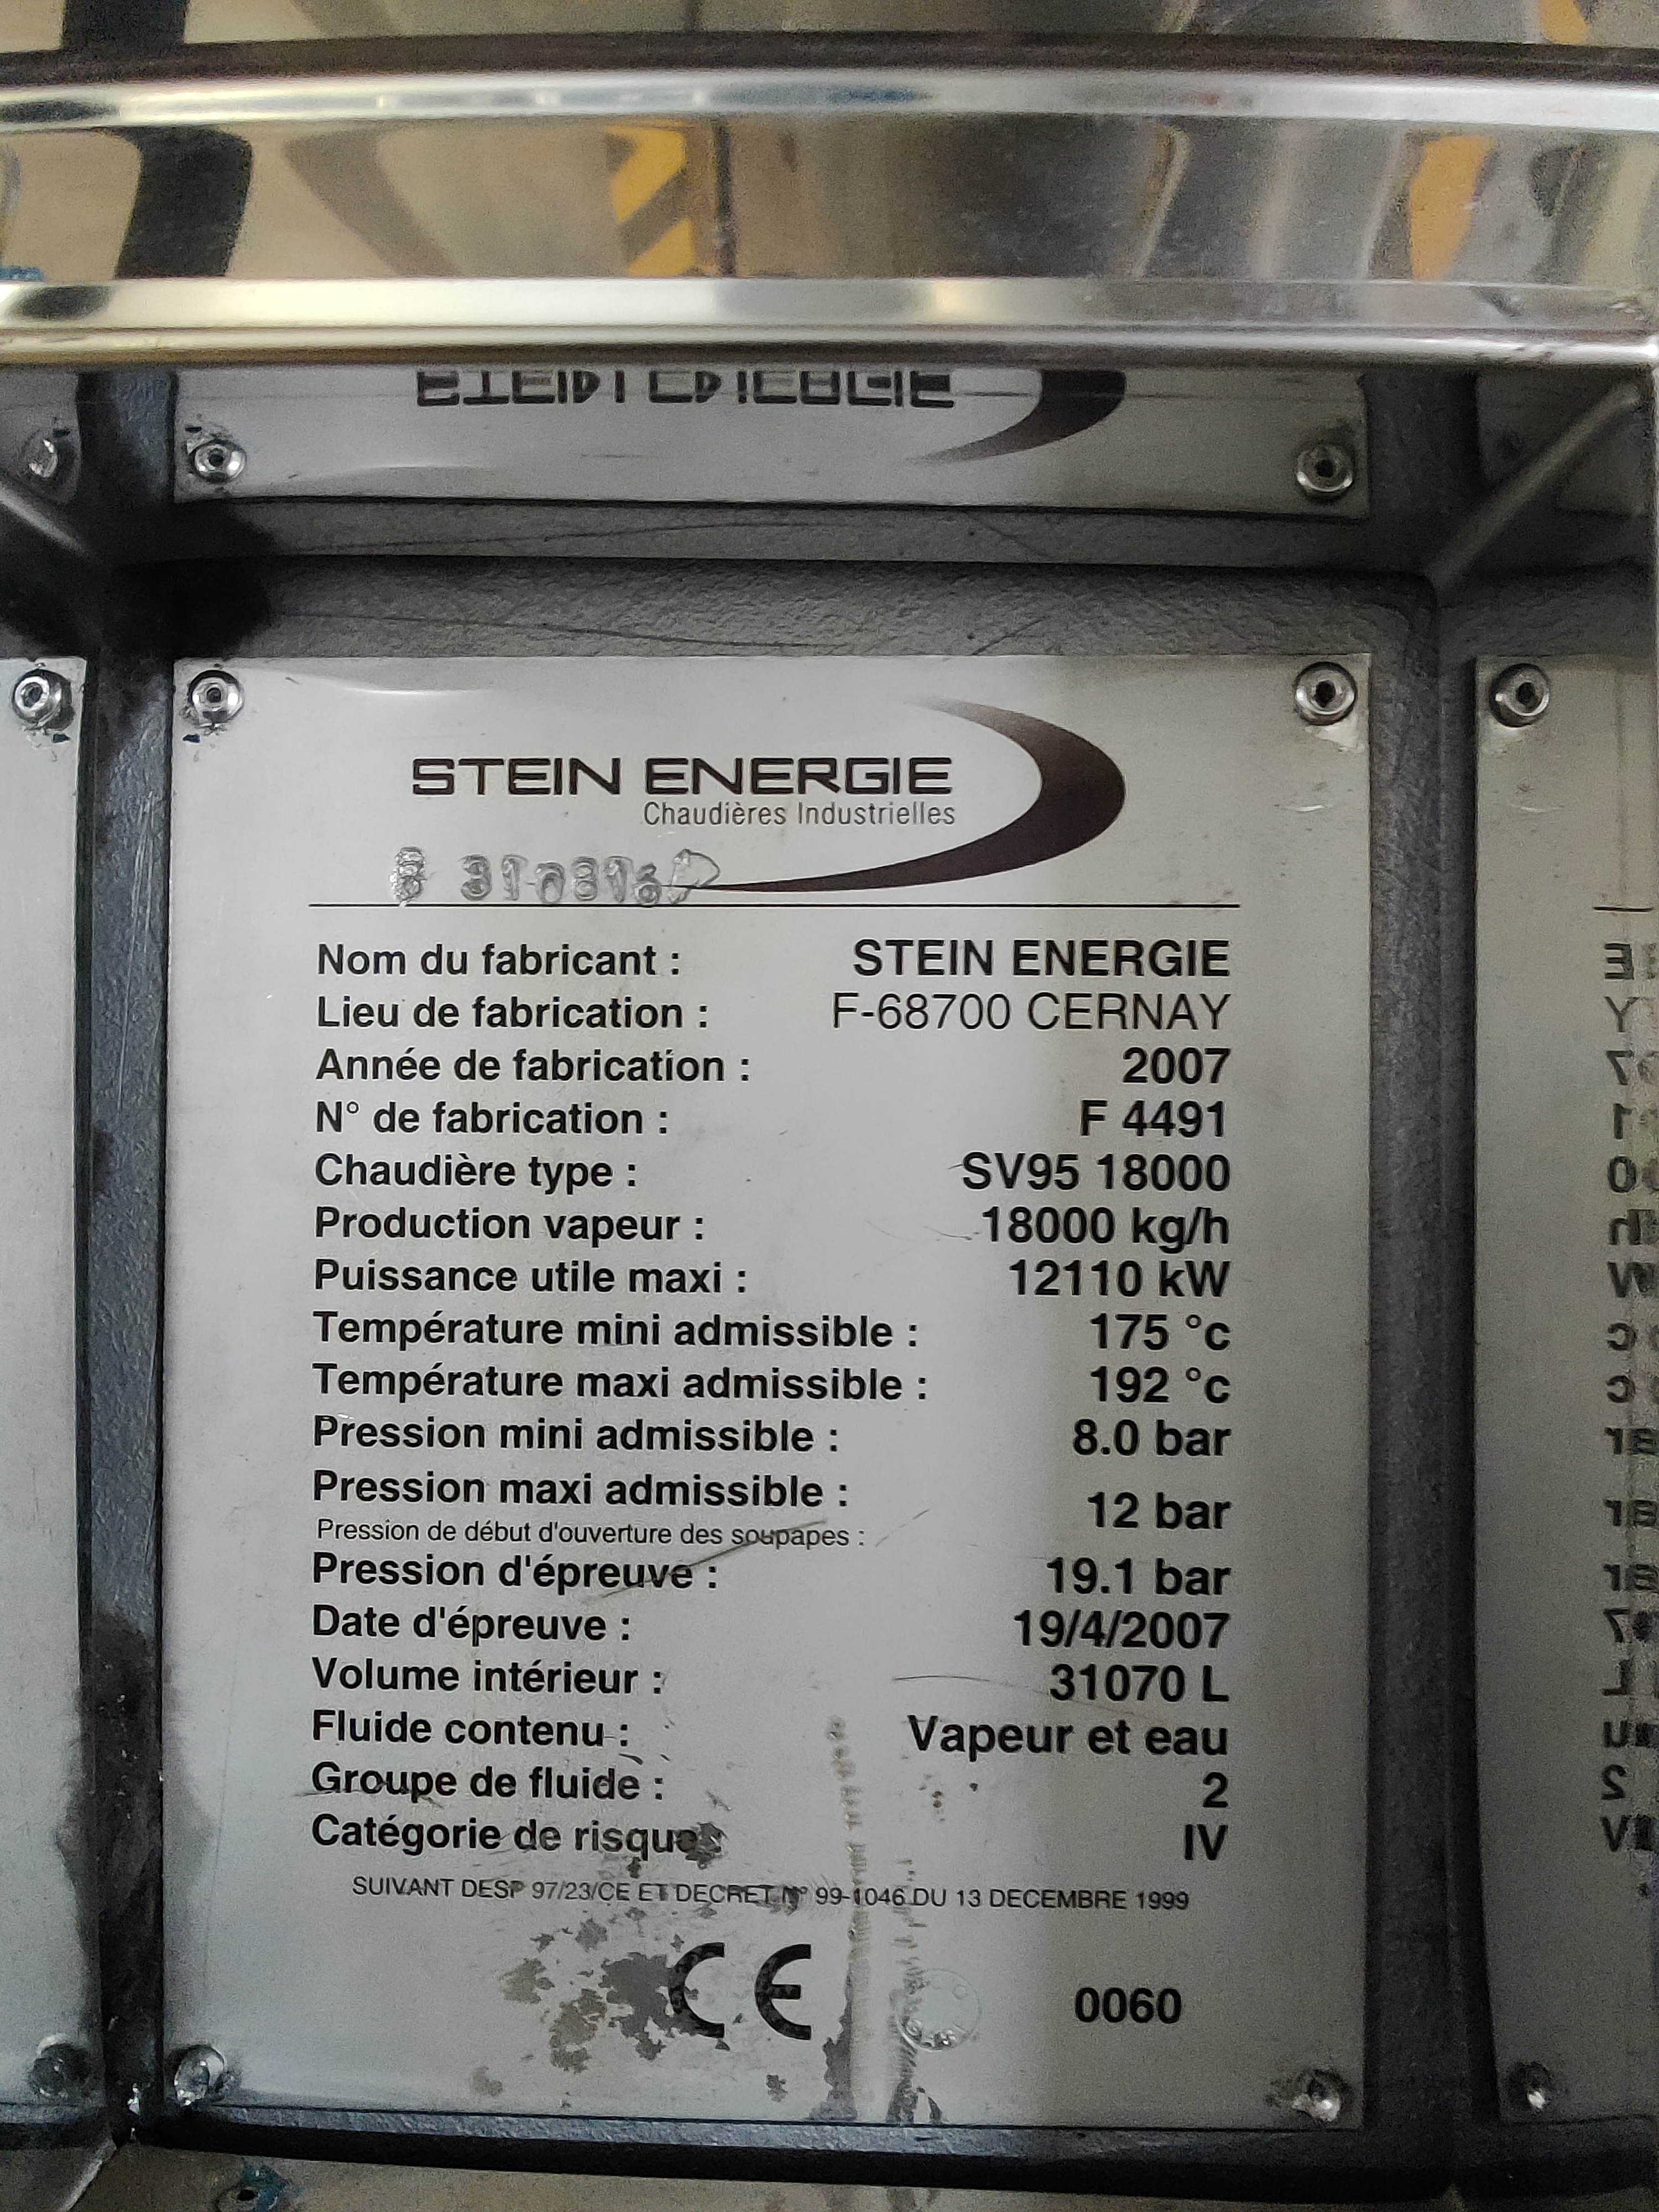 STEIN ENERGIE
Chaudières Industrielles
Nom du fabricant : STEIN ENERGIE
Lieu de fabrication : F-68700 CERNAY
Année de fabrication : 2007
N° de fabrication : F 4491
Chaudière type : SV95 18000
Production vapeur : 18000 kg/h
Puissance utile maxi : 12110 kW
Température mini admissible : 175 °c
Température maxi admissible : 192 °c
Pression mini admissible : 8.0 bar
Pression maxi admissible : 12 bar
Pression de début d'ouverture des soupapes :
Pression d'épreuve : 19.1 bar
Date d'épreuve : 19/4/2007
Volume intérieur : 31070 L
Fluide contenu : Vapeur et eau
Groupe de fluide : 2
Catégorie de risque : IV
SUIVANT DESP 97/23/CE ET DECRET N° 99-1046 DU 13 DECEMBRE 1999
CE 0060